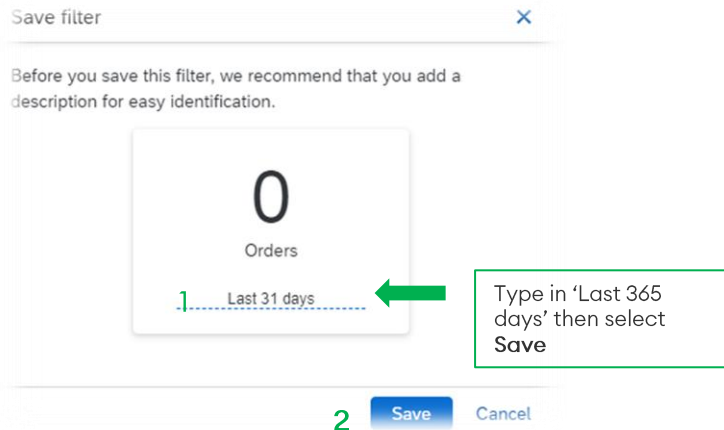 Save filter
Before you save this filter, we recommend that you add a
description for easy identification.
0
Orders
1 Last 31 days
Type in ‘Last 365
days’ then select
Save
2 Save Cancel